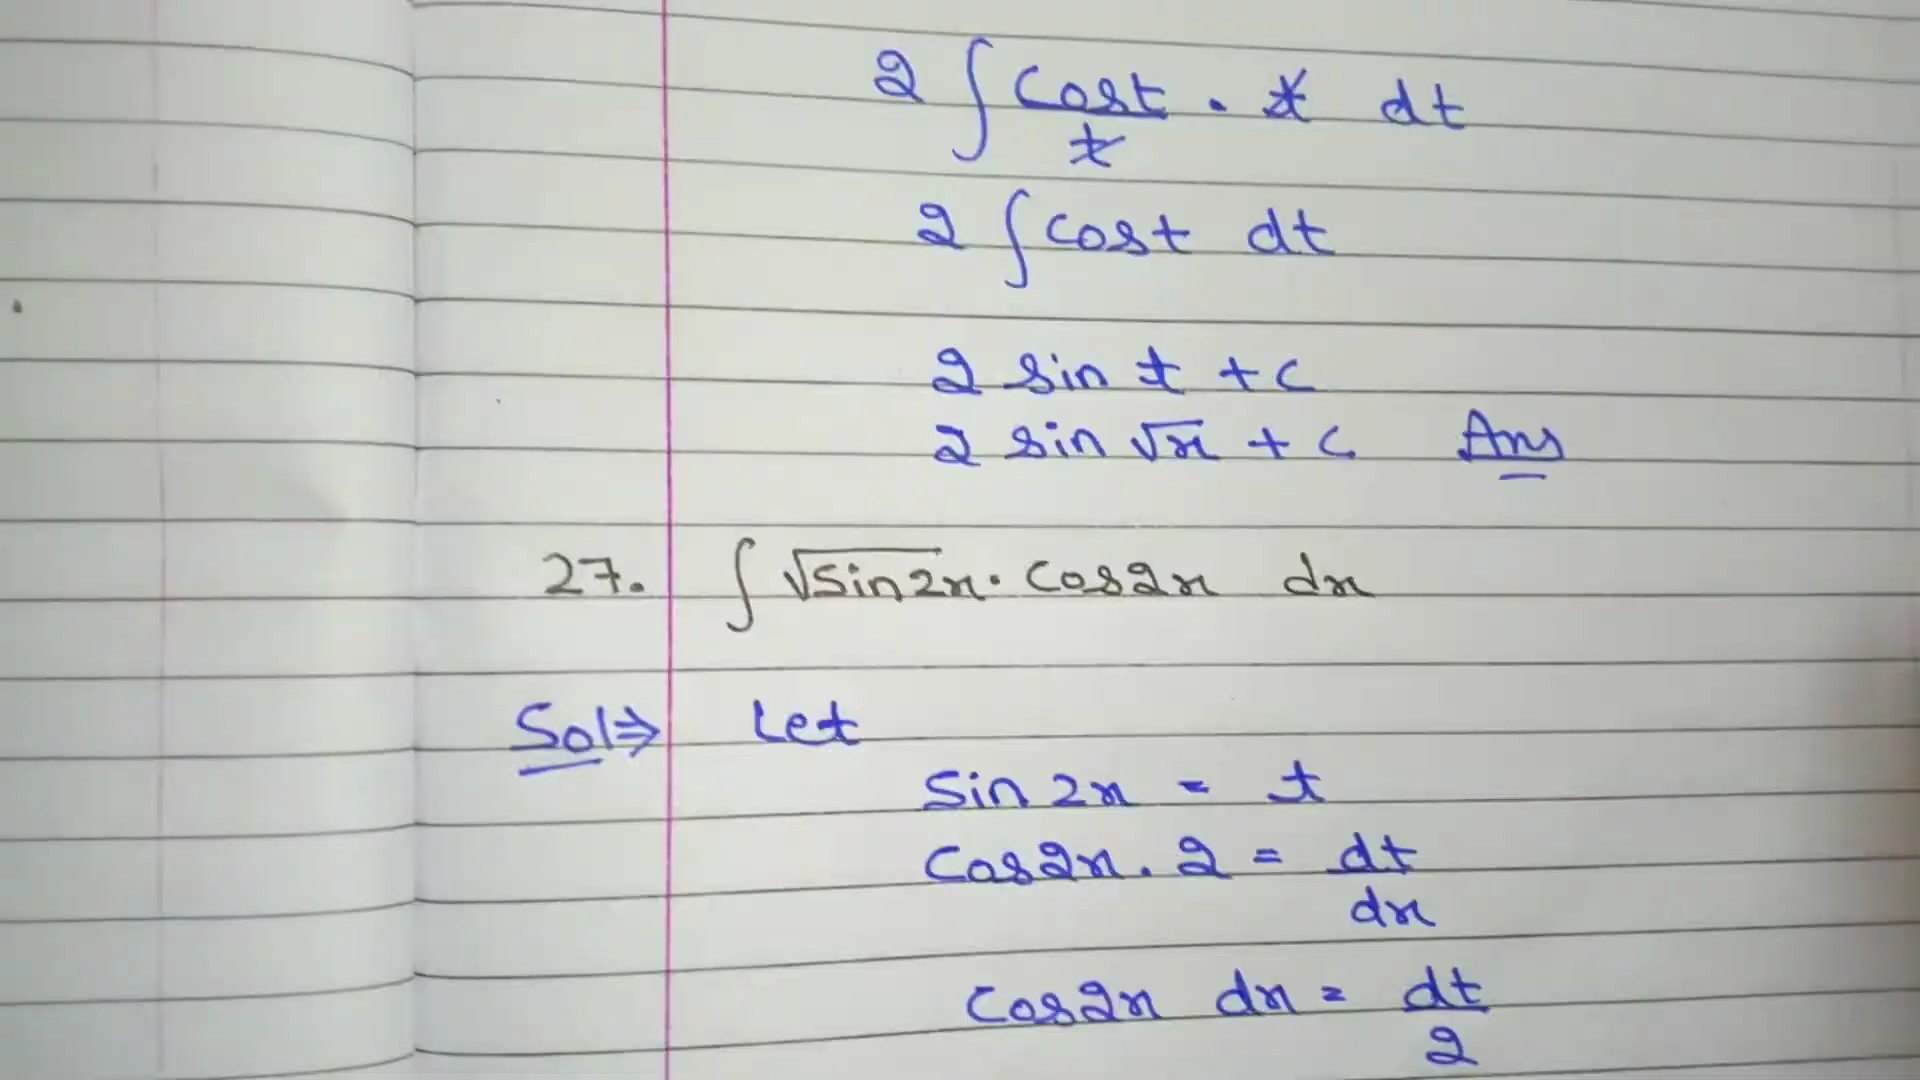 2 ∫ cost/t . t dt
2 ∫ cost dt
2 sin t + c
2 sin √x + c Ans
27. ∫ √sin2x . cos2x dx
Sol⇒ Let
sin 2x = t
cos2x . 2 = dt/dx
cos2x dx = dt/2